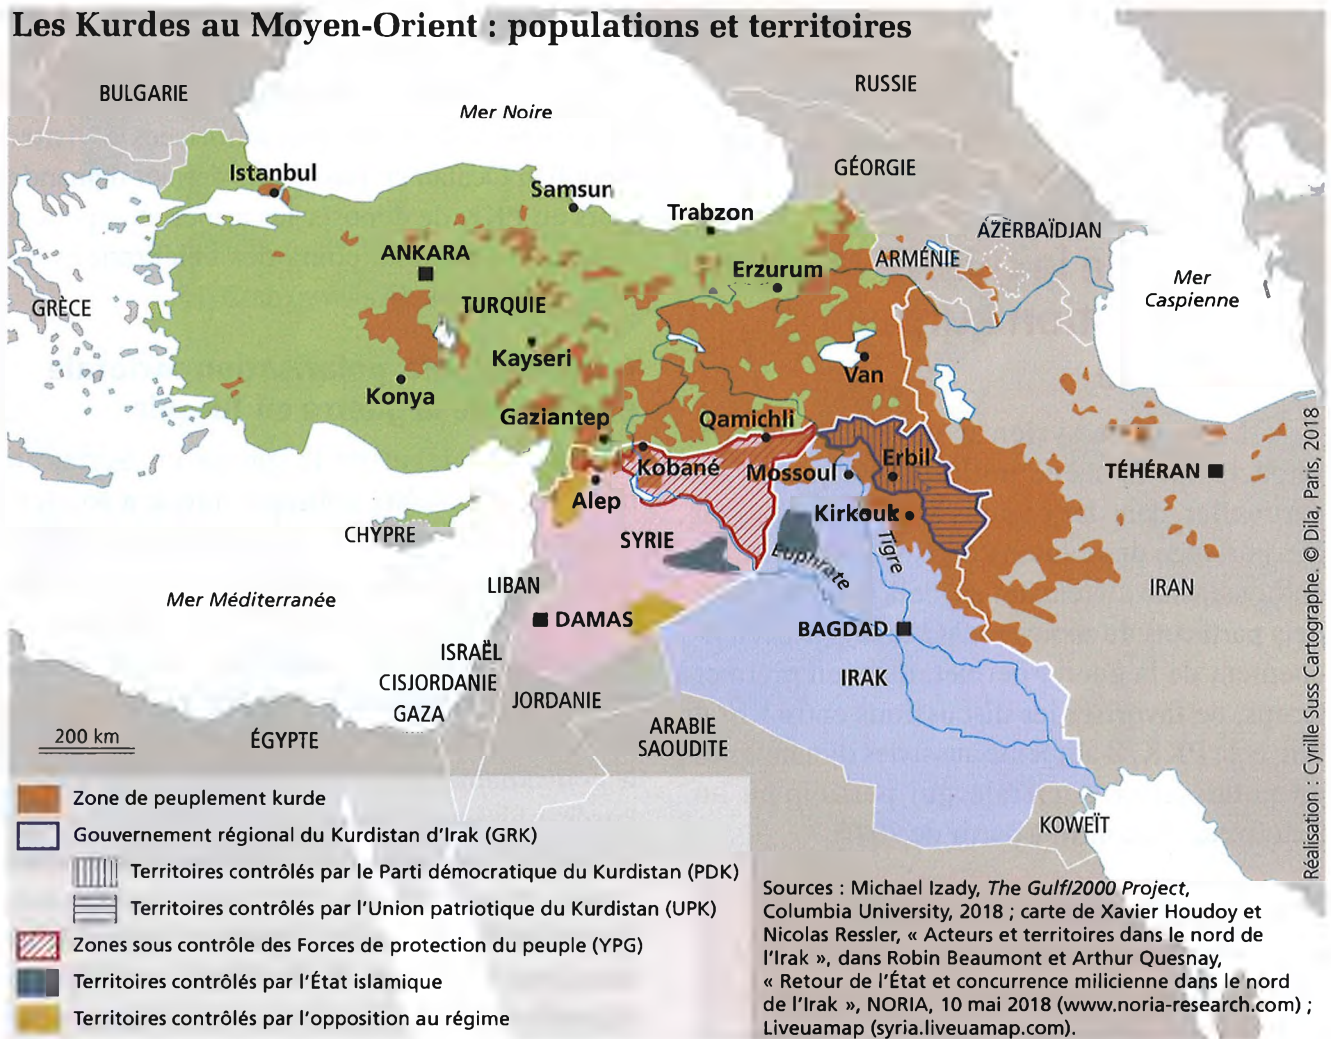 Les Kurdes au Moyen-Orient : populations et territoires
BULGARIE
Mer Noire
RUSSIE
GÉORGIE
Istanbul
Samsun
Trabzon
AZERBAÏDJAN
ANKARA
Erzurum
ARMÉNIE
Mer
Caspienne
GRÈCE
TURQUIE
Kayseri
Van
Konya
Gaziantep
Qamichli
Kobané
Mossoul
Erbil
TÉHÉRAN
Alep
Kirkouk
CHYPRE
SYRIE
Euphrate
Tigre
LIBAN
IRAN
Mer Méditerranée
DAMAS
BAGDAD
ISRAËL
CISJORDANIE
GAZA
IRAK
JORDANIE
ARABIE
SAOUDITE
200 km
ÉGYPTE
KOWEÏT
Zone de peuplement kurde
Gouvernement régional du Kurdistan d'Irak (GRK)
Territoires contrôlés par le Parti démocratique du Kurdistan (PDK)
Territoires contrôlés par l'Union patriotique du Kurdistan (UPK)
Zones sous contrôle des Forces de protection du peuple (YPG)
Territoires contrôlés par l'État islamique
Territoires contrôlés par l'opposition au régime
Sources : Michael Izady, The Gulf/2000 Project,
Columbia University, 2018 ; carte de Xavier Houdoy et
Nicolas Ressler, « Acteurs et territoires dans le nord de
l'Irak », dans Robin Beaumont et Arthur Quesnay,
« Retour de l'État et concurrence milicienne dans le nord
de l'Irak », NORIA, 10 mai 2018 (www.noria-research.com) ;
Liveuamap (syria.liveuamap.com).
Réalisation : Cyrille Suss Cartographe. © Dila, Paris, 2018